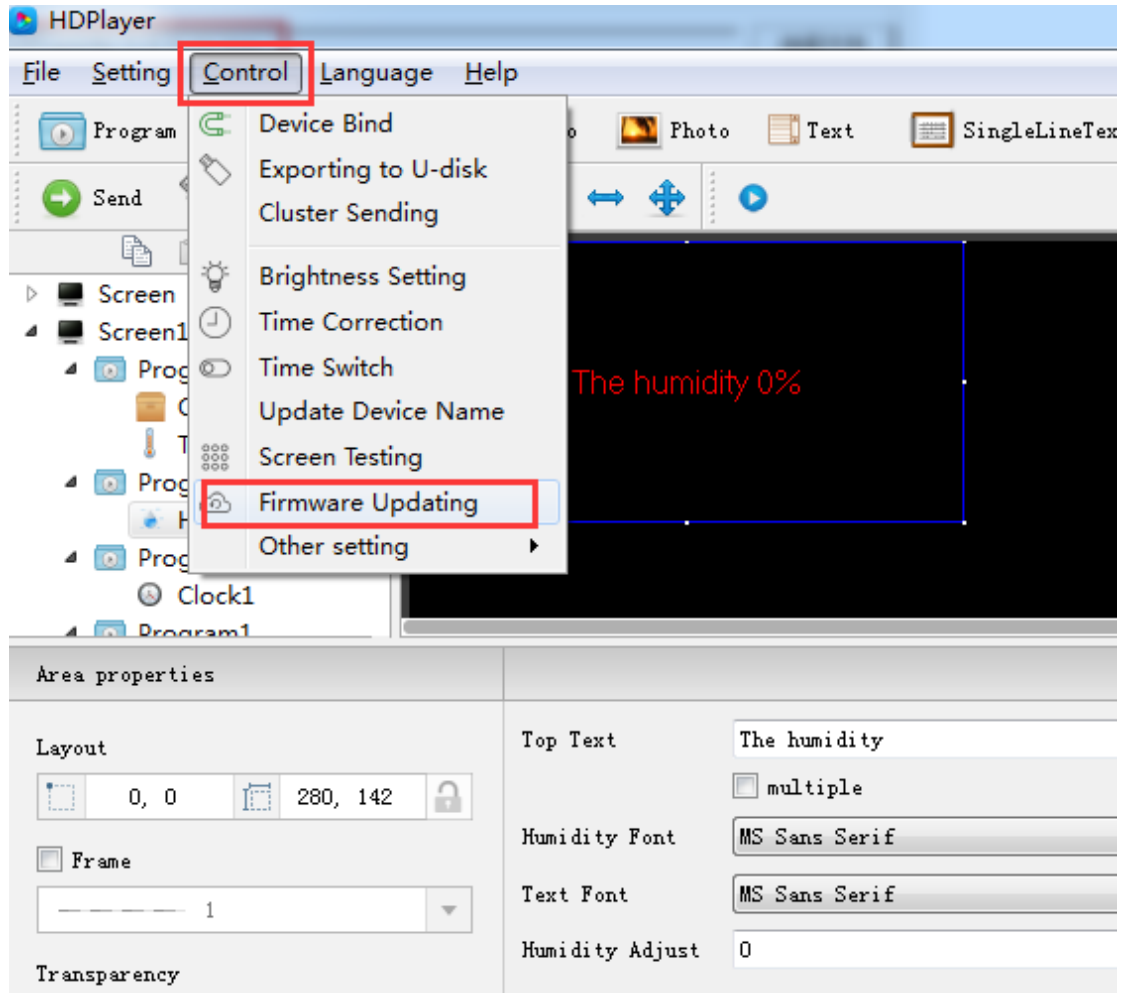 HDPlayer
File Setting Control Language Help
Program Photo Text SingleLineTex
Send
Device Bind
Exporting to U-disk
Cluster Sending
Brightness Setting
Time Correction
Time Switch
Update Device Name
Screen Testing
Firmware Updating
Other setting
Screen
Screen1
Prog
Prog
H
Prog
Clock1
Program1
The humidity 0%
Area properties
Layout
0, 0 280, 142
Frame
1
Transparency
Top Text The humidity
multiple
Humidity Font MS Sans Serif
Text Font MS Sans Serif
Humidity Adjust 0